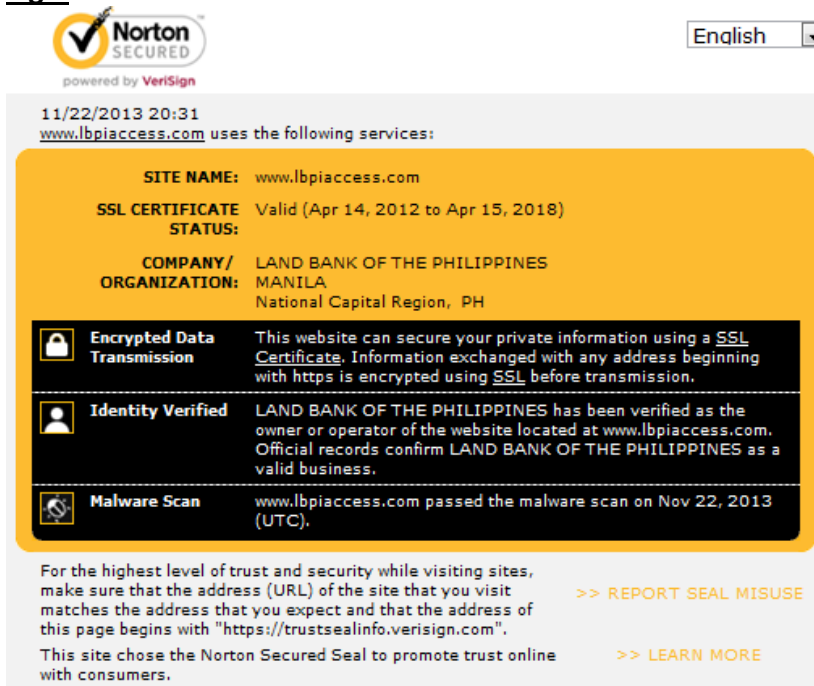 Norton
SECURED
powered by VeriSign
English
11/22/2013 20:31
www.lbpiaccess.com uses the following services:
SITE NAME: www.lbpiaccess.com
SSL CERTIFICATE STATUS: Valid (Apr 14, 2012 to Apr 15, 2018)
COMPANY/ ORGANIZATION: LAND BANK OF THE PHILIPPINES
MANILA
National Capital Region, PH
Encrypted Data Transmission
This website can secure your private information using a SSL
Certificate. Information exchanged with any address beginning
with https is encrypted using SSL before transmission.
Identity Verified
LAND BANK OF THE PHILIPPINES has been verified as the
owner or operator of the website located at www.lbpiaccess.com.
Official records confirm LAND BANK OF THE PHILIPPINES as a
valid business.
Malware Scan
www.lbpiaccess.com passed the malware scan on Nov 22, 2013
(UTC).
For the highest level of trust and security while visiting sites,
make sure that the address (URL) of the site that you visit
matches the address that you expect and that the address of
this page begins with "https://trustsealinfo.verisign.com".
>> REPORT SEAL MISUSE
This site chose the Norton Secured Seal to promote trust online
with consumers.
>> LEARN MORE